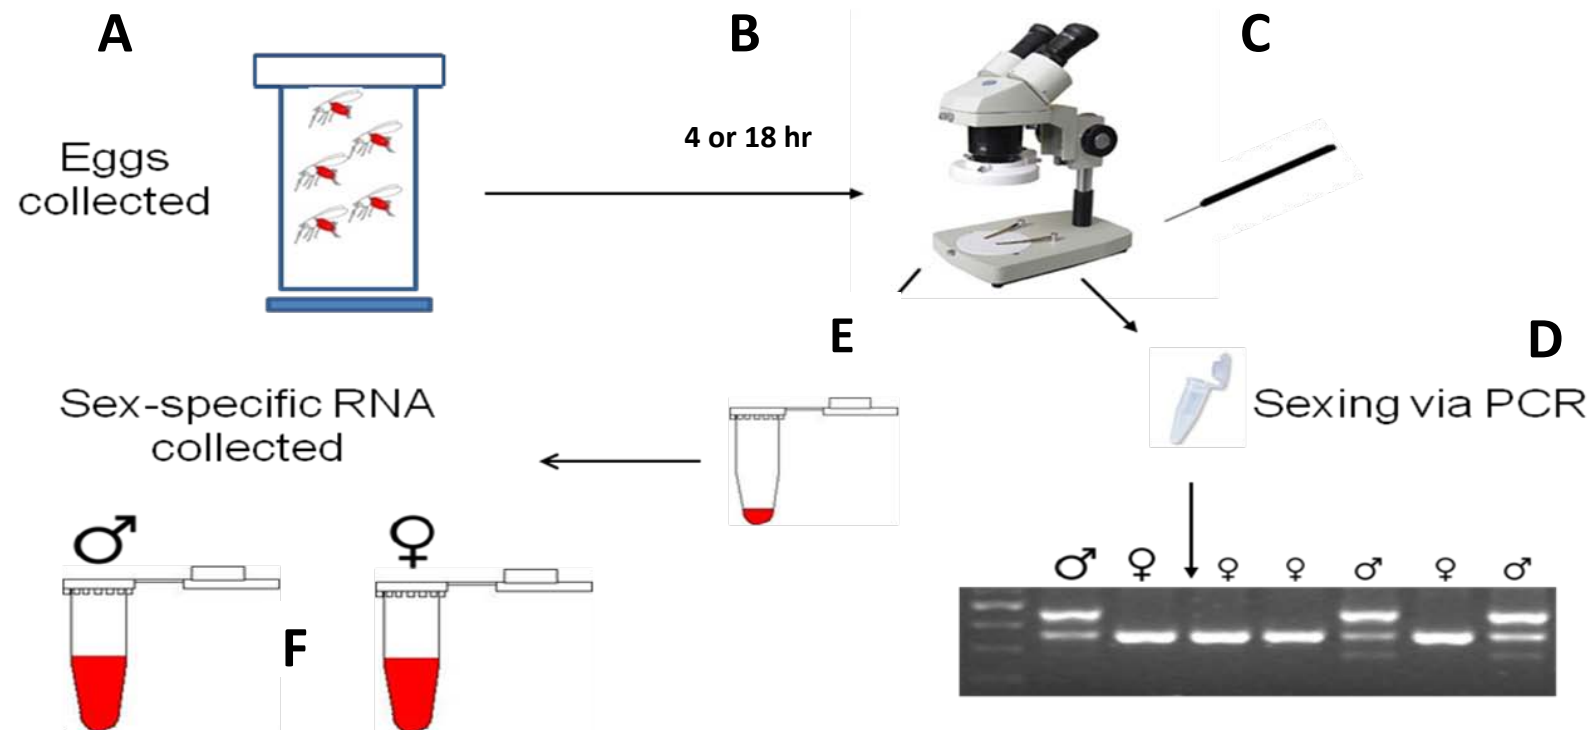 A
B
C
Eggs
collected
4 or 18 hr
E
D
Sex-specific RNA
collected
Sexing via PCR
♂
♀
♂
♀
♀
♀
♂
♀
♂
F